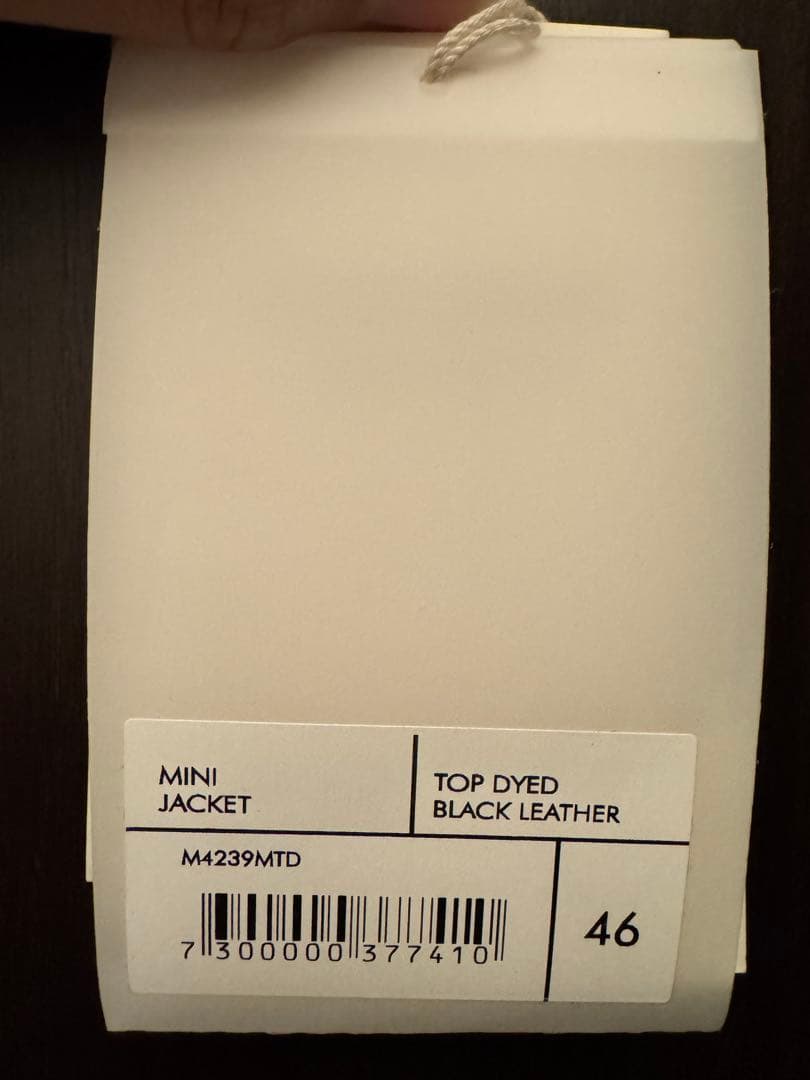 MINI
JACKET
TOP DYED
BLACK LEATHER
M4239MTD
7 300000 377410
46